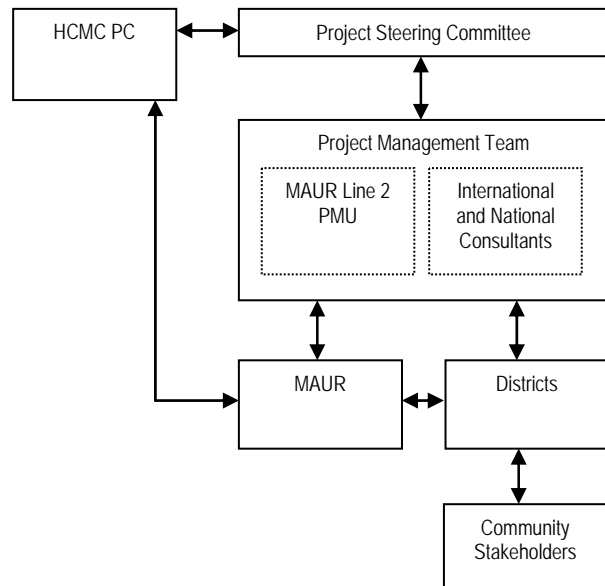 HCMC PC
Project Steering Committee
Project Management Team
MAUR Line 2
PMU
International
and National
Consultants
MAUR
Districts
Community
Stakeholders